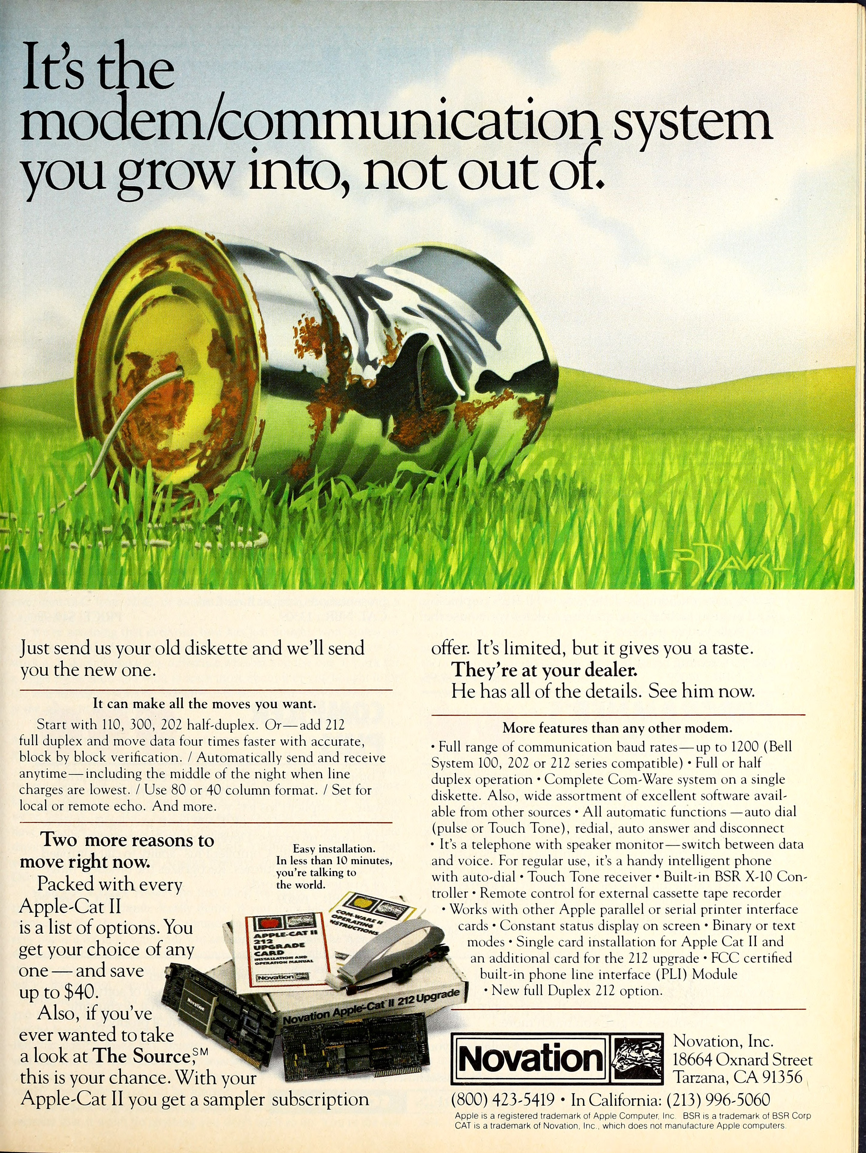 It's the
modem/communication system
you grow into, not out of.
B DAVIS
Just send us your old diskette and we'll send
you the new one.
It can make all the moves you want.
Start with 110, 300, 202 half-duplex. Or—add 212
full duplex and move data four times faster with accurate,
block by block verification. / Automatically send and receive
anytime—including the middle of the night when line
charges are lowest. / Use 80 or 40 column format. / Set for
local or remote echo. And more.
Two more reasons to
move right now.
Packed with every
Apple-Cat II
is a list of options. You
get your choice of any
one — and save
up to $40.
Also, if you've
ever wanted to take
a look at The Source,SM
this is your chance. With your
Apple-Cat II you get a sampler subscription
Easy installation.
In less than 10 minutes,
you're talking to
the world.
APPLE-CAT II
212
UPGRADE
CARD
INSTALLATION AND
OPERATION MANUAL
Novation
COM-WARE II
OPERATING
INSTRUCTIONS
Novation
Novation Apple-Cat II 212 Upgrade
offer. It's limited, but it gives you a taste.
They're at your dealer.
He has all of the details. See him now.
More features than any other modem.
• Full range of communication baud rates—up to 1200 (Bell
System 100, 202 or 212 series compatible) • Full or half
duplex operation • Complete Com-Ware system on a single
diskette. Also, wide assortment of excellent software avail-
able from other sources • All automatic functions —auto dial
(pulse or Touch Tone), redial, auto answer and disconnect
• It's a telephone with speaker monitor—switch between data
and voice. For regular use, it's a handy intelligent phone
with auto-dial • Touch Tone receiver • Built-in BSR X-10 Con-
troller • Remote control for external cassette tape recorder
• Works with other Apple parallel or serial printer interface
cards • Constant status display on screen • Binary or text
modes • Single card installation for Apple Cat II and
an additional card for the 212 upgrade • FCC certified
built-in phone line interface (PLI) Module
• New full Duplex 212 option.
Novation
Novation, Inc.
18664 Oxnard Street
Tarzana, CA 91356
(800) 423-5419 • In California: (213) 996-5060
Apple is a registered trademark of Apple Computer, Inc. BSR is a trademark of BSR Corp
CAT is a trademark of Novation, Inc., which does not manufacture Apple computers